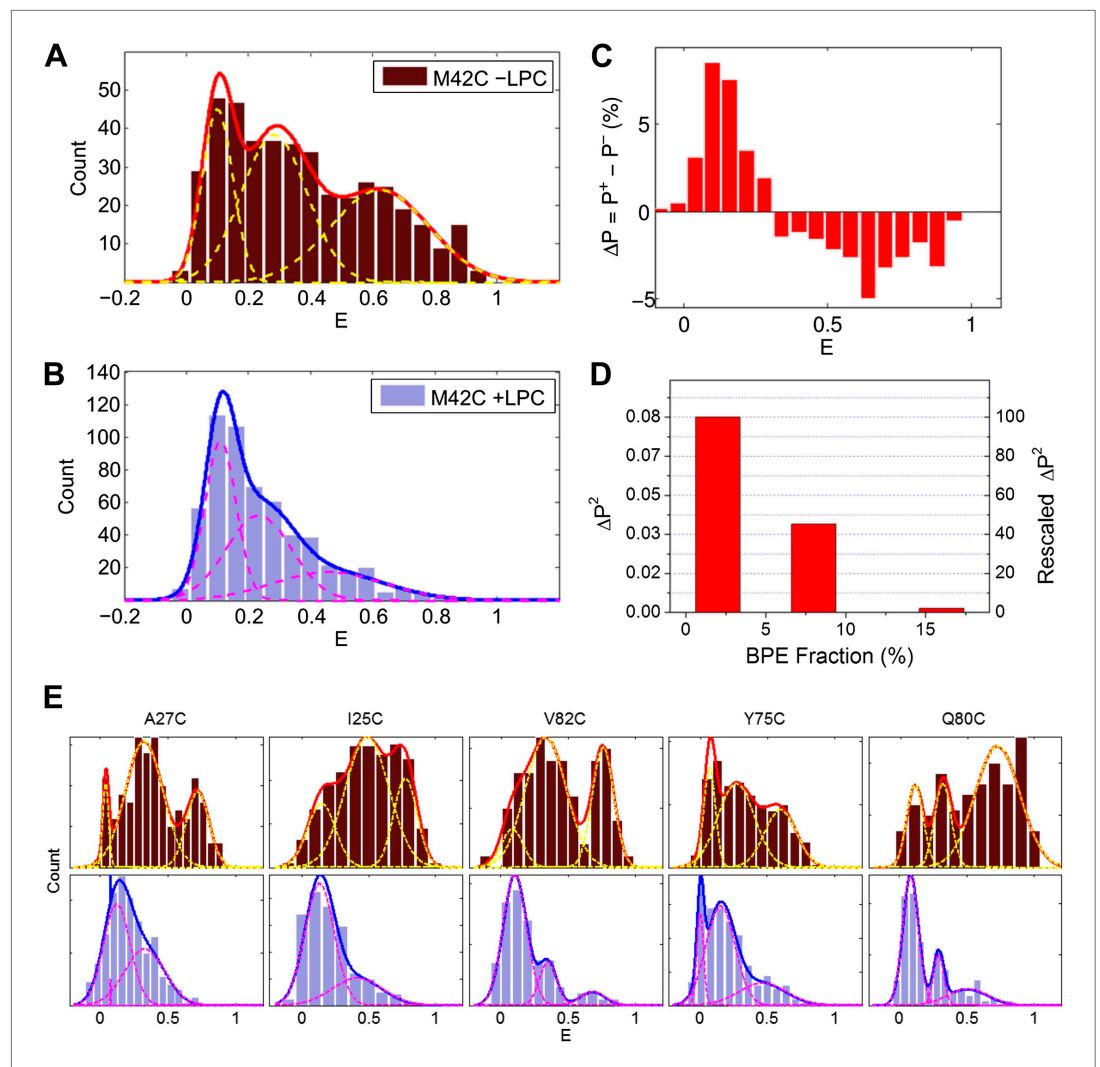 A
Count
50
40
30
20
10
M42C −LPC
−0.2 0 0.2 0.4 0.6 0.8 1
E
B
Count
140
120
100
80
60
40
20
M42C +LPC
−0.2 0 0.2 0.4 0.6 0.8 1
E
C
ΔP = P⁺ − P⁻ (%)
5
0
−5
0 0.5 1
E
D
ΔP²
0.08
0.06
0.05
0.03
0.02
0.00
Rescaled ΔP²
100
80
60
40
20
0
0 5 10 15
BPE Fraction (%)
E
A27C I25C V82C Y75C Q80C
Count
0 0.5 1 0 0.5 1 0 0.5 1 0 0.5 1 0 0.5 1
E